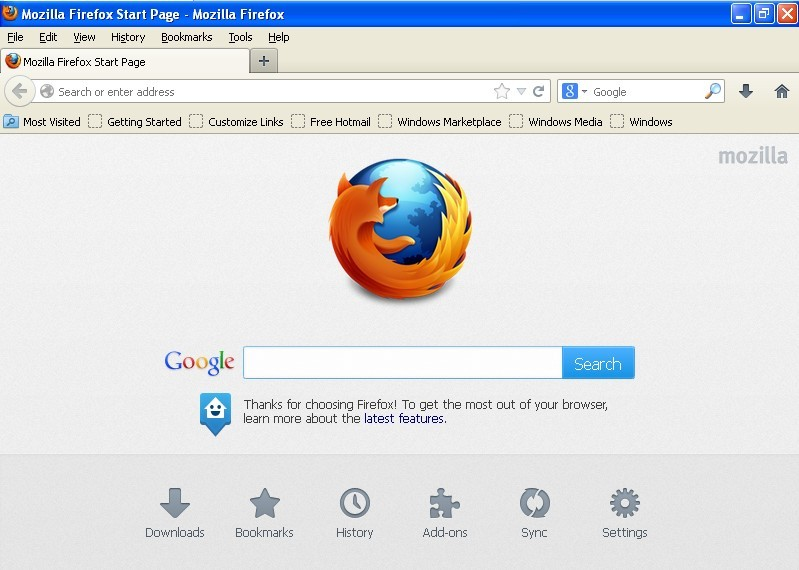 Mozilla Firefox Start Page - Mozilla Firefox
File Edit View History Bookmarks Tools Help
Mozilla Firefox Start Page +
Search or enter address 8 Google
Most Visited Getting Started Customize Links Free Hotmail Windows Marketplace Windows Media Windows
mozilla
Google Search
Thanks for choosing Firefox! To get the most out of your browser,
learn more about the latest features.
Downloads Bookmarks History Add-ons Sync Settings